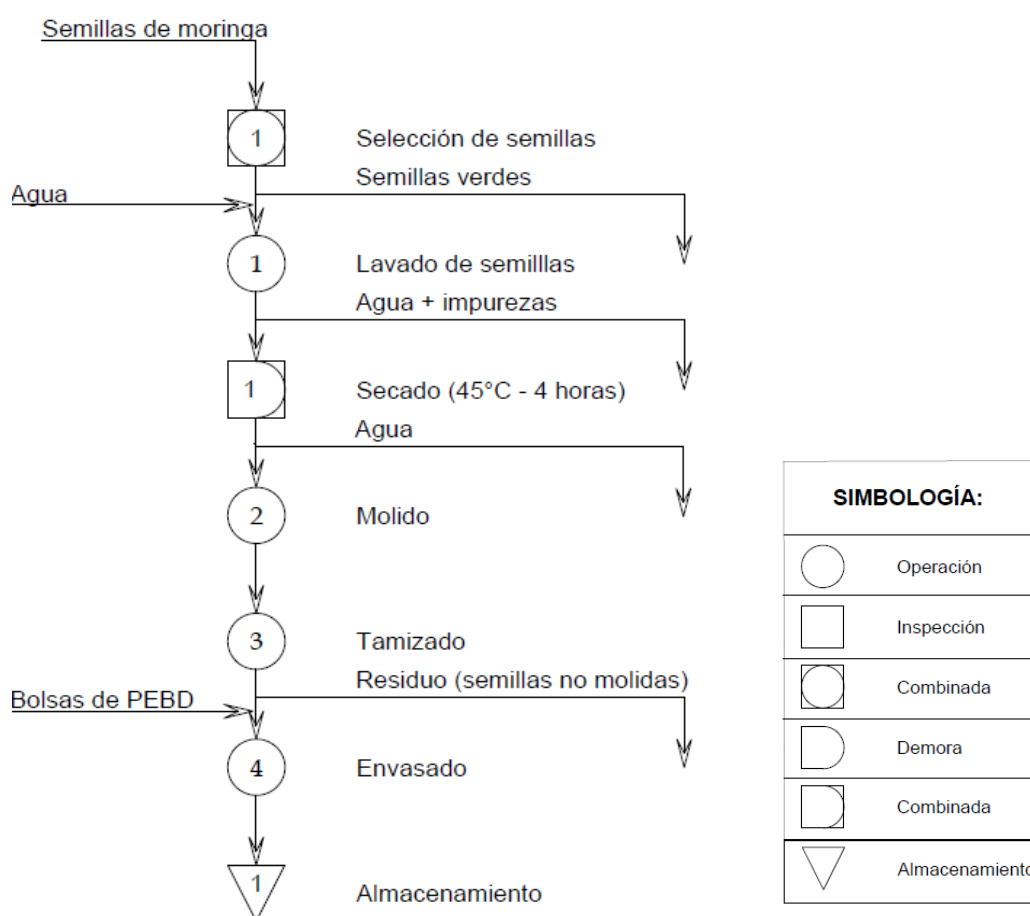 Semillas de moringa
1
Selección de semillas
Semillas verdes
Agua
1
Lavado de semilllas
Agua + impurezas
1
Secado (45°C - 4 horas)
Agua
2
Molido
3
Tamizado
Residuo (semillas no molidas)
Bolsas de PEBD
4
Envasado
1
Almacenamiento
SIMBOLOGÍA:
Operación
Inspección
Combinada
Demora
Combinada
Almacenamiento